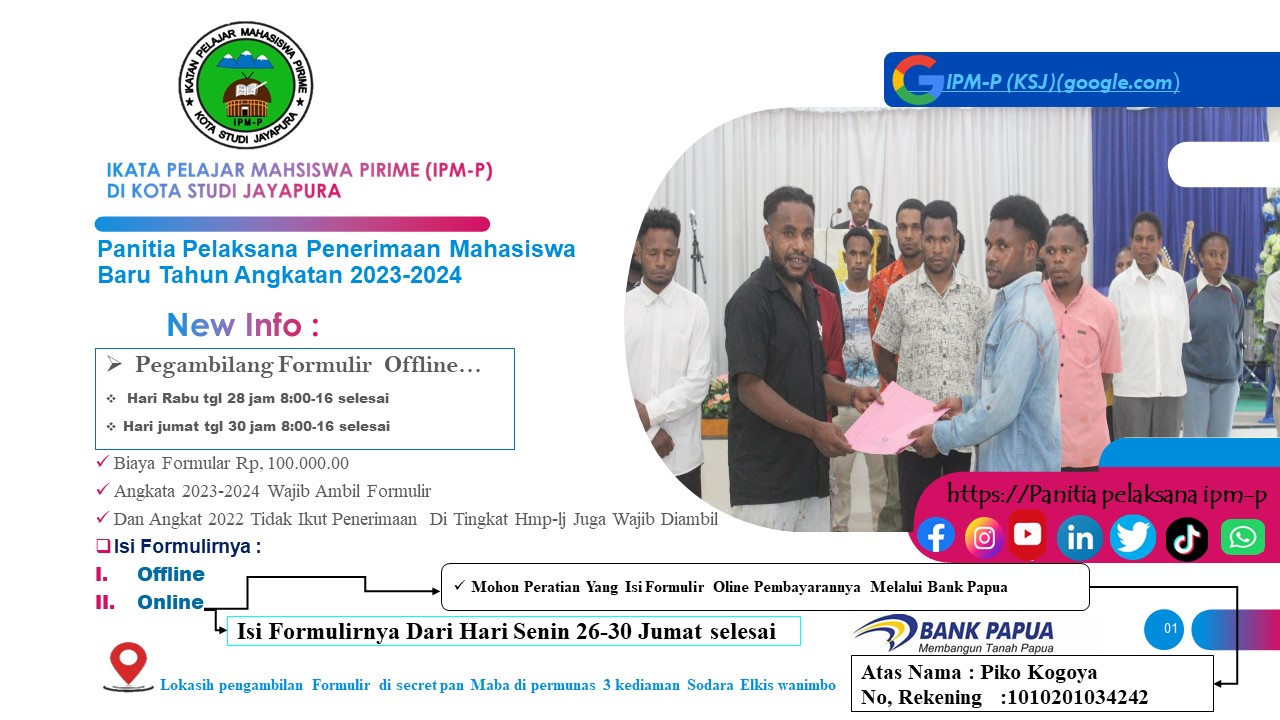 IKATAN PELAJAR MAHASISWA PIRIME
IPM-P
KOTA STUDI JAYAPURA
IPM-P (KSJ)(google.com)
IKATA PELAJAR MAHSISWA PIRIME (IPM-P)
DI KOTA STUDI JAYAPURA
Panitia Pelaksana Penerimaan Mahasiswa
Baru Tahun Angkatan 2023-2024
New Info :
Pegambilang Formulir Offline…
Hari Rabu tgl 28 jam 8:00-16 selesai
Hari jumat tgl 30 jam 8:00-16 selesai
Biaya Formular Rp, 100.000.00
Angkata 2023-2024 Wajib Ambil Formulir
Dan Angkat 2022 Tidak Ikut Penerimaan Di Tingkat Hmp-lj Juga Wajib Diambil
https://Panitia pelaksana ipm-p
Isi Formulirnya :
I. Offline
II. Online
Mohon Peratian Yang Isi Formulir Oline Pembayarannya Melalui Bank Papua
Isi Formulirnya Dari Hari Senin 26-30 Jumat selesai
BANK PAPUA
Membangun Tanah Papua
01
Atas Nama : Piko Kogoya
No, Rekening :1010201034242
Lokasih pengambilan Formulir di secret pan Maba di permunas 3 kediaman Sodara Elkis wanimbo